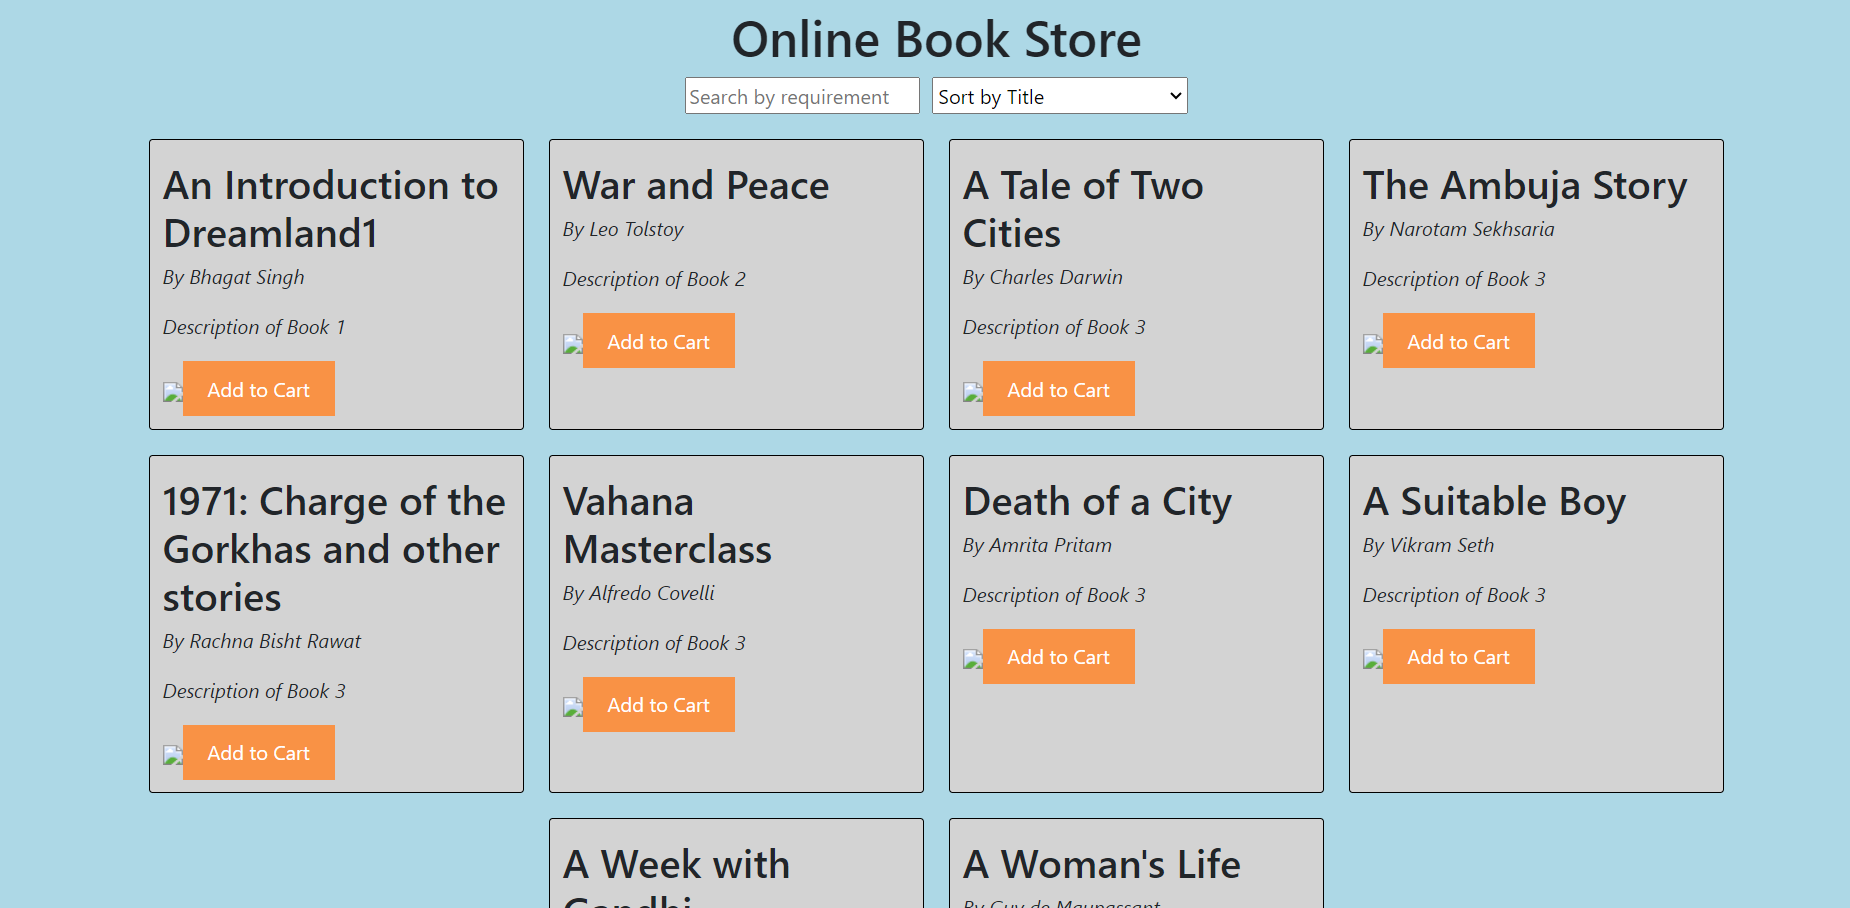 Online Book Store
Search by requirement
Sort by Title
An Introduction to
Dreamland1
By Bhagat Singh
Description of Book 1
Add to Cart
War and Peace
By Leo Tolstoy
Description of Book 2
Add to Cart
A Tale of Two
Cities
By Charles Darwin
Description of Book 3
Add to Cart
The Ambuja Story
By Narotam Sekhsaria
Description of Book 3
Add to Cart
1971: Charge of the
Gorkhas and other
stories
By Rachna Bisht Rawat
Description of Book 3
Add to Cart
Vahana
Masterclass
By Alfredo Covelli
Description of Book 3
Add to Cart
Death of a City
By Amrita Pritam
Description of Book 3
Add to Cart
A Suitable Boy
By Vikram Seth
Description of Book 3
Add to Cart
A Week with
Gandhi
A Woman's Life
By Guy de Maupassant